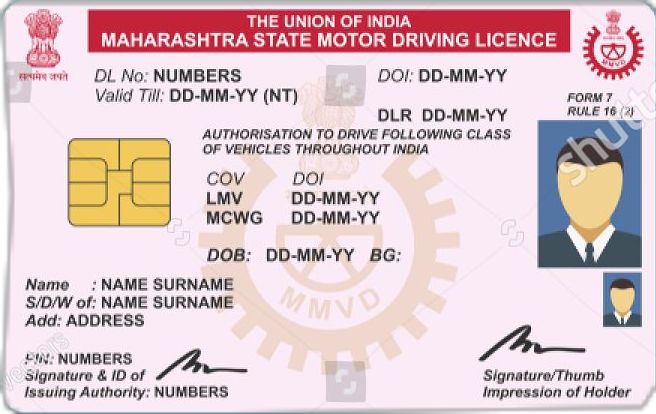 THE UNION OF INDIA
MAHARASHTRA STATE MOTOR DRIVING LICENCE
सत्यमेव जयते
MMVD
DL No: NUMBERS DOI: DD-MM-YY
Valid Till: DD-MM-YY (NT)
FORM 7
RULE 16 (2)
DLR DD-MM-YY
AUTHORISATION TO DRIVE FOLLOWING CLASS
OF VEHICLES THROUGHOUT INDIA
COV DOI
LMV DD-MM-YY
MCWG DD-MM-YY
DOB: DD-MM-YY BG:
MMVD
Name : NAME SURNAME
S/D/W of: NAME SURNAME
Add: ADDRESS
PIN: NUMBERS
Signature & ID of
Issuing Authority: NUMBERS
Signature/Thumb
Impression of Holder
shutte